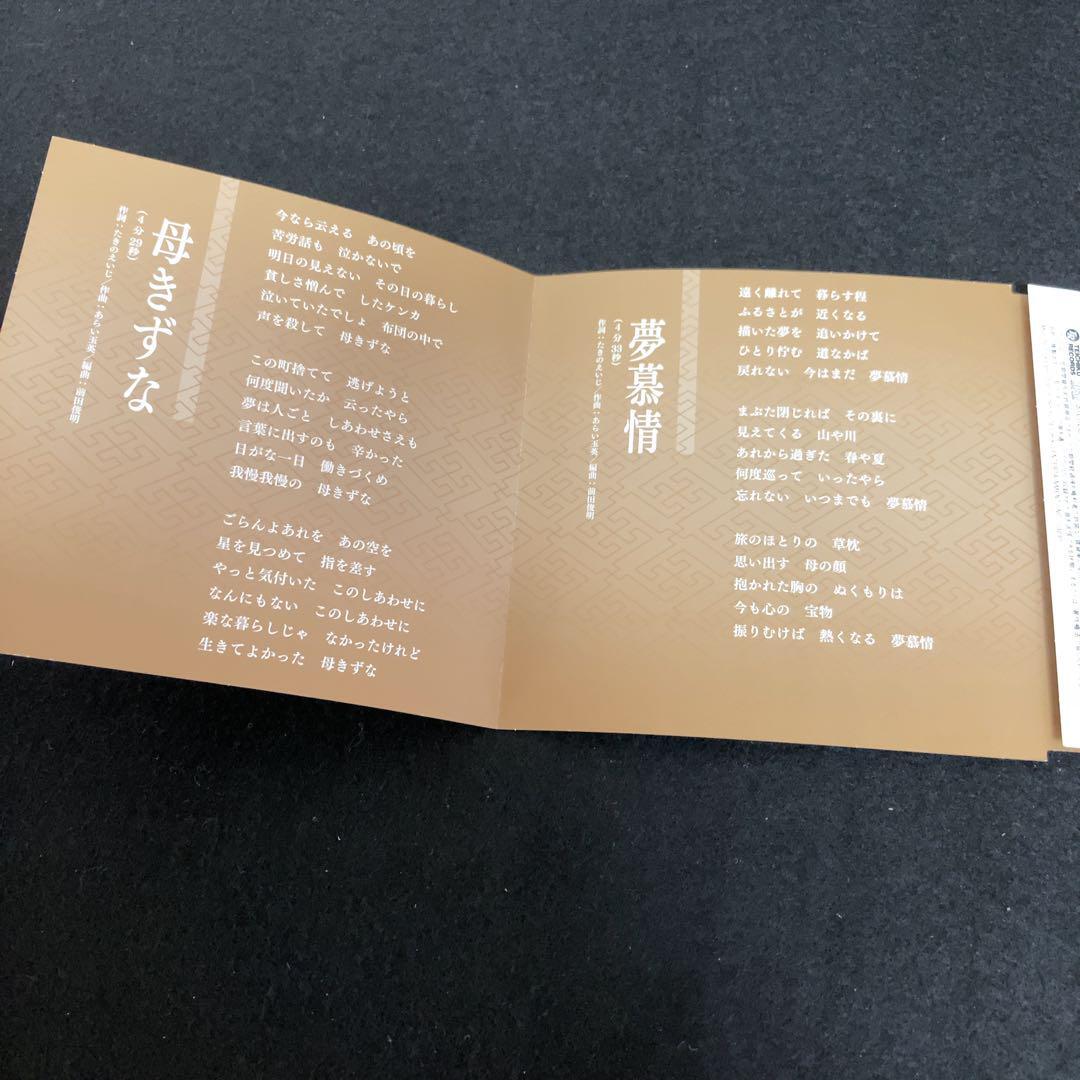 母きずな
(4分29秒)
作詞:たきのえいじ/作曲:あらい玉英/編曲:前田俊明
今なら云える あの頃を
苦労話も 泣かないで
明日の見えない その日の暮らし
貧しさ憎んで したケンカ
泣いていたでしょ 布団の中で
声を殺して 母きずな
この町捨てて 逃げようと
何度聞いたか 云ったやら
夢は人ごと しあわせさえも
言葉に出すのも 辛かった
日がな一日 働きづくめ
我慢我慢の 母きずな
ごらんよあれを あの空を
星を見つめて 指を差す
やっと気付いた このしあわせに
なんにもない このしあわせに
楽な暮らしじゃ なかったけれど
生きてよかった 母きずな
夢慕情
(4分33秒)
作詞:たきのえいじ/作曲:あらい玉英/編曲:前田俊明
遠く離れて 暮らす程
ふるさとが 近くなる
描いた夢を 追いかけて
ひとり佇む 道なかば
戻れない 今はまだ 夢慕情
まぶた閉じれば その裏に
見えてくる 山や川
あれから過ぎた 春や夏
何度巡って いったやら
忘れない いつまでも 夢慕情
旅のほとりの 草枕
思い出す 母の顔
抱かれた胸の ぬくもりは
今も心の 宝物
振りむけば 熱くなる 夢慕情
TEICHIKU
RECORDS